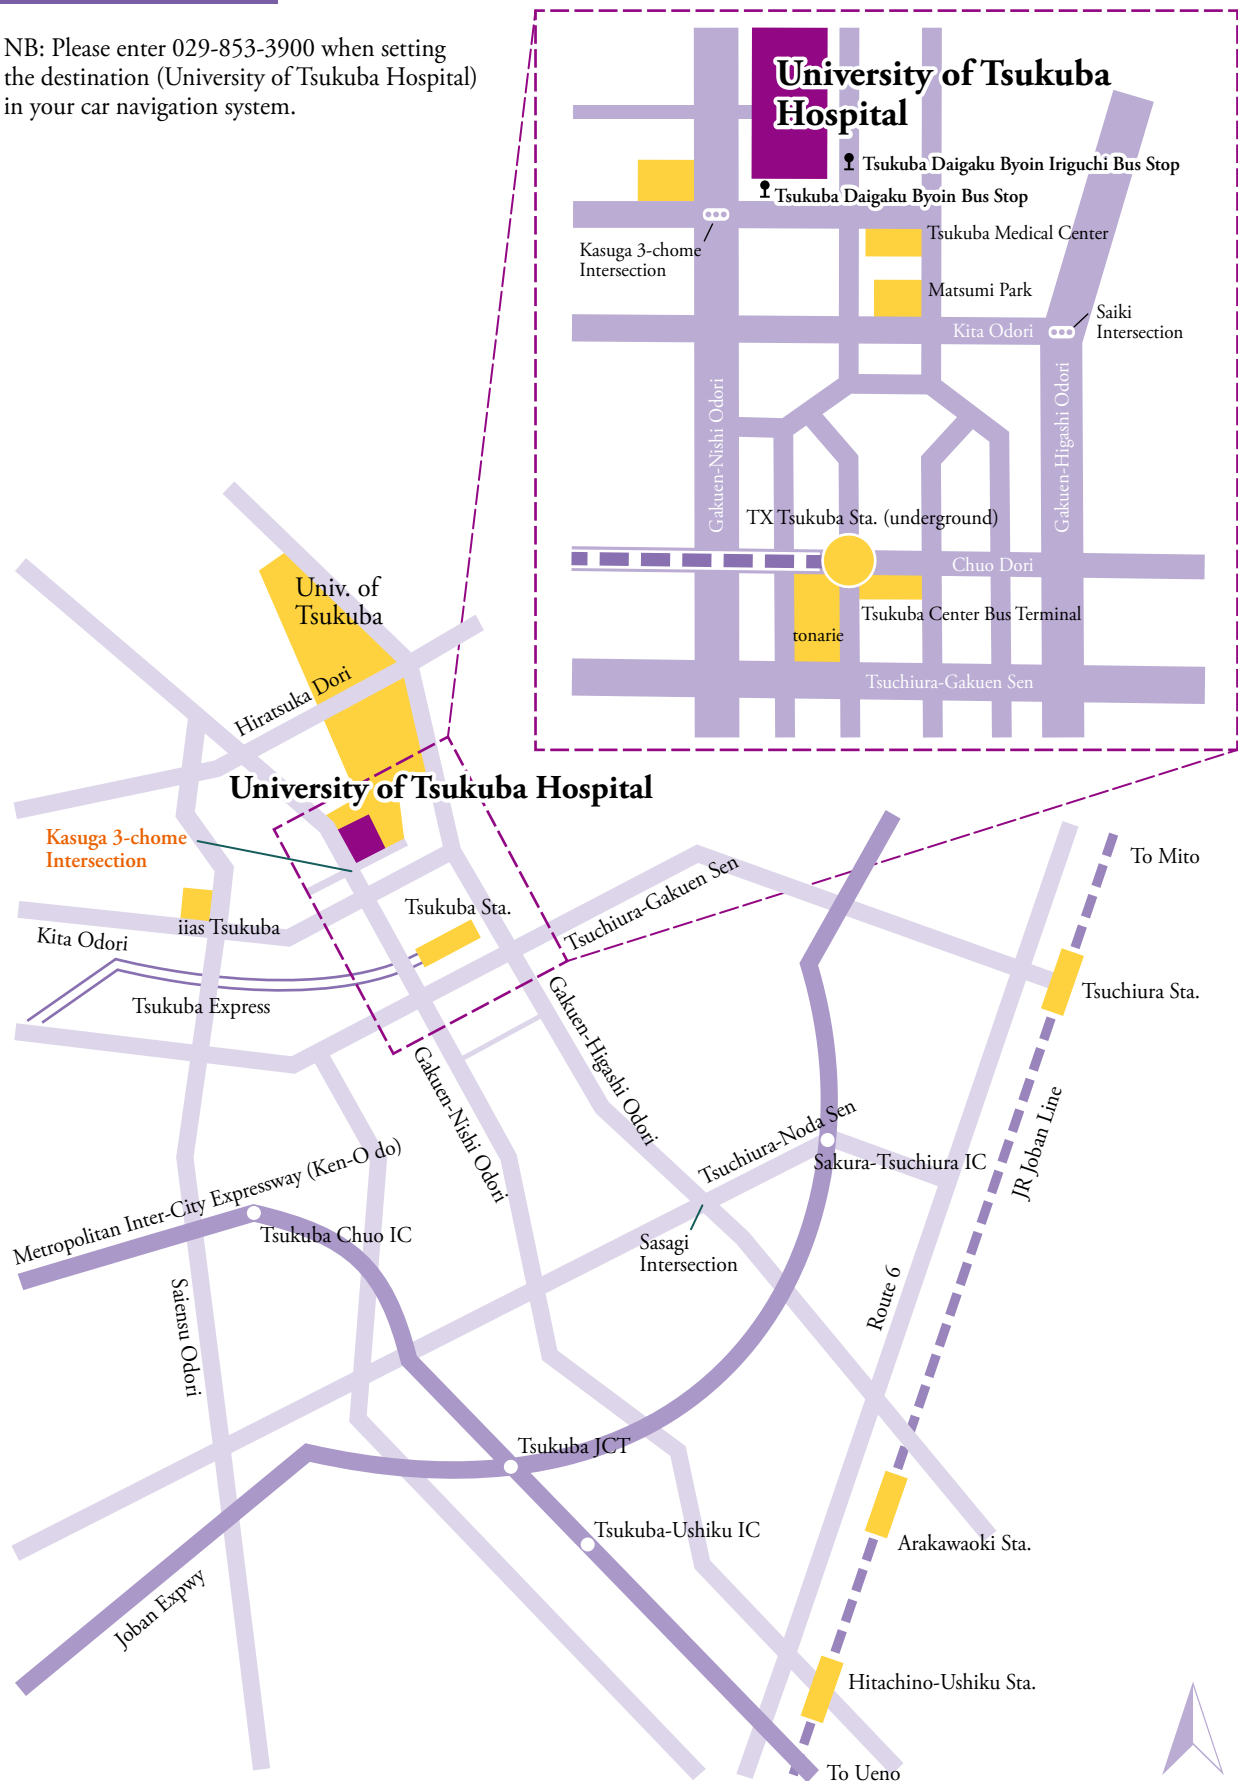 NB: Please enter 029-853-3900 when setting
the destination (University of Tsukuba Hospital)
in your car navigation system.
University of Tsukuba
Hospital
Tsukuba Daigaku Byoin Iriguchi Bus Stop
Tsukuba Daigaku Byoin Bus Stop
Tsukuba Medical Center
Kasuga 3-chome
Intersection
Matsumi Park
Saiki
Intersection
Kita Odori
Gakuen-Nishi Odori
Gakuen-Higashi Odori
TX Tsukuba Sta. (underground)
Chuo Dori
Tsukuba Center Bus Terminal
tonarie
Tsuchiura-Gakuen Sen
Univ. of
Tsukuba
Hiratsuka Dori
University of Tsukuba Hospital
Kasuga 3-chome
Intersection
To Mito
Tsuchiura-Gakuen Sen
Tsukuba Sta.
iias Tsukuba
Kita Odori
Tsukuba Express
Tsuchiura Sta.
Gakuen-Higashi Odori
Gakuen-Nishi Odori
Tsuchiura-Noda Sen
JR Joban Line
Sakura-Tsuchiura IC
Metropolitan Inter-City Expressway (Ken-O do)
Tsukuba Chuo IC
Sasagi
Intersection
Saiensu Odori
Route 6
Tsukuba JCT
Tsukuba-Ushiku IC
Arakawaoki Sta.
Joban Expwy
Hitachino-Ushiku Sta.
To Ueno